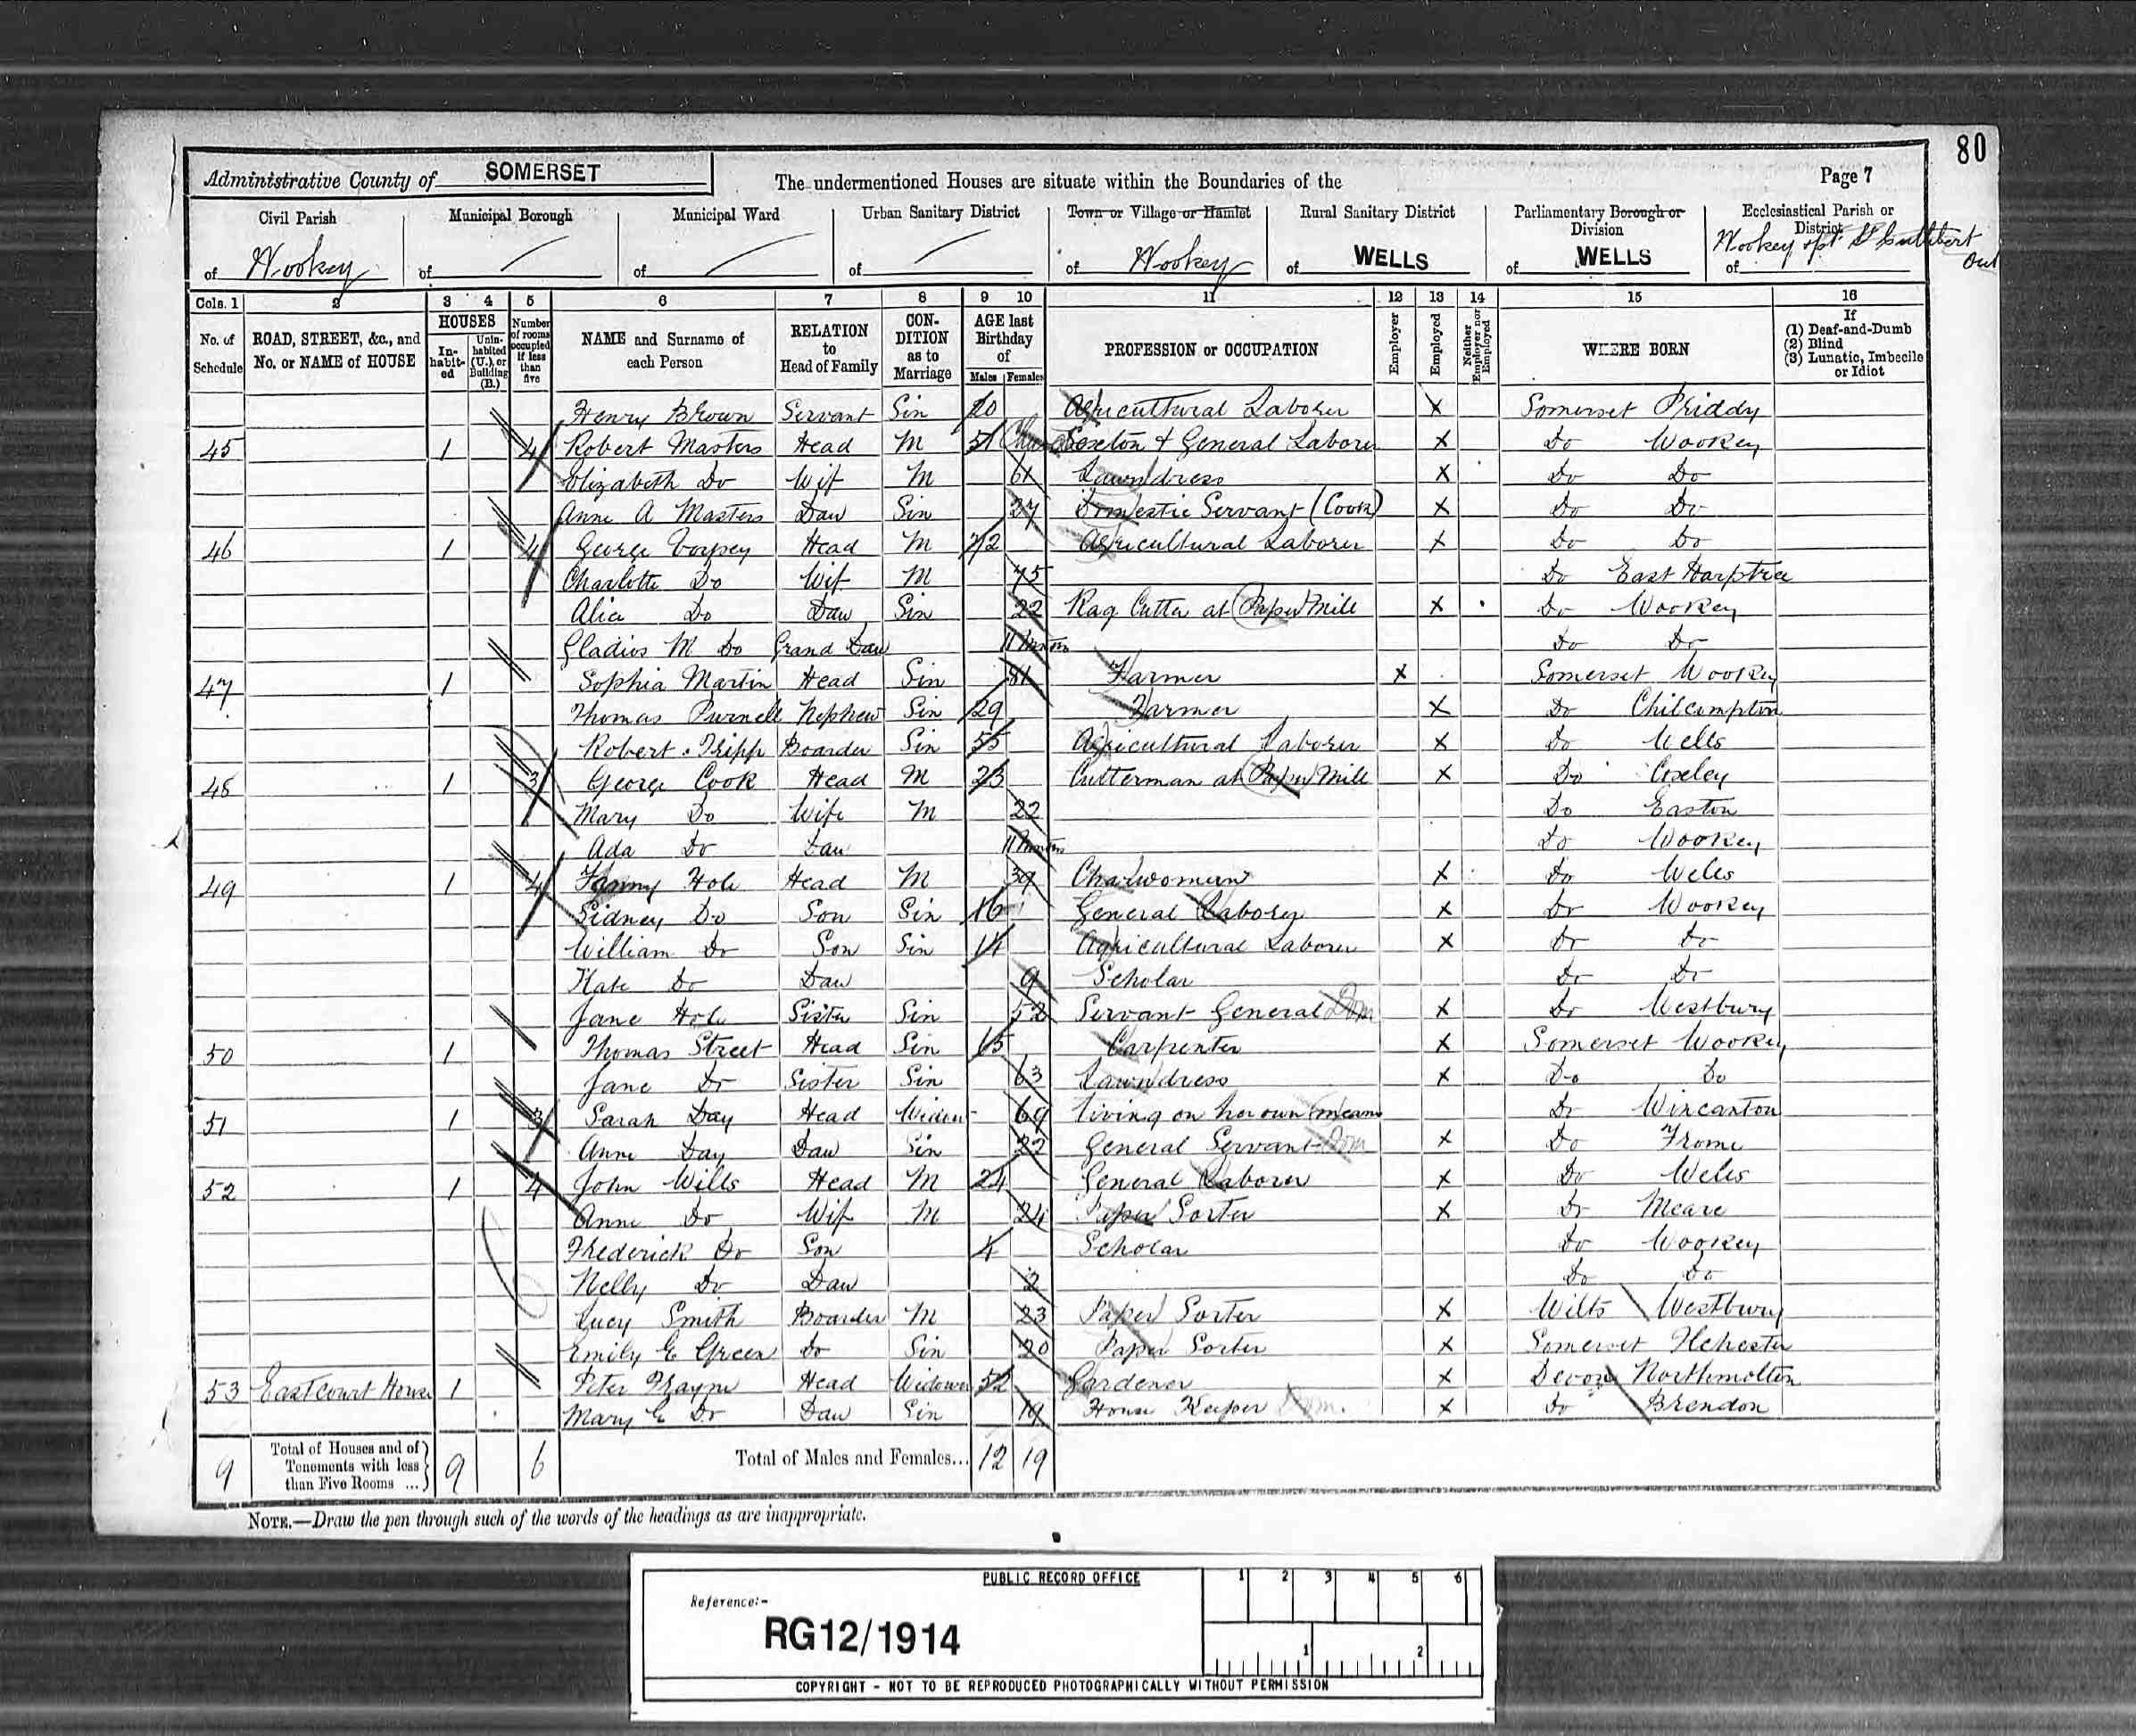 80
Administrative County of SOMERSET The undermentioned Houses are situate within the Boundaries of the Page 7
Civil Parish Municipal Borough Municipal Ward Urban Sanitary District Town or Village or Hamlet Rural Sanitary District Parliamentary Borough or Division Ecclesiastical Parish or District
of Wookey of of of of Wookey of WELLS of WELLS of Wookey & pt St Cuthbert Out
Cols. 1 2 3 4 5 6 7 8 9 10 11 12 13 14 15 16
No. of Schedule ROAD, STREET, &c., and No. or NAME of HOUSE HOUSES Inhabited Uninhabited (U.), or Building (B.) Number of rooms occupied if less than five NAME and Surname of each Person RELATION to Head of Family CONDITION as to Marriage AGE last Birthday of Males Females PROFESSION or OCCUPATION Employer Employed Neither Employer nor Employed WHERE BORN If (1) Deaf-and-Dumb (2) Blind (3) Lunatic, Imbecile or Idiot
Henry Brown Servant Sin 20 Agricultural Laborer X Somerset Priddy
45 1 4 Robert Masters Head M 51 Sexton & General Laborer X Do Wookey
Elizabeth Do Wif M 61 Laundress X Do Do
Anne A Masters Daw Sin 27 Domestic Servant (Cook) X Do Do
46 1 4 George Head M 72 Agricultural Laborer X Do Do
Charlotte Do Wif M 75 Do East Harptree
Alice Do Daw Sin 22 Rag Cutter at Paper Mill X Do Wookey
Gladios M Do Grand Daw 11 Months Do Do
47 1 Sophia Martin Head Sin 81 Farmer X Somerset Wookey
Thomas Purnell Nephew Sin 29 Farmer X Do Chilcompton
Robert Tripp Boarder Sin 55 Agricultural Laborer X Do Wells
48 1 3 George Cook Head M 23 Cutterman at Paper Mill X Do Coxley
Mary Do Wife M 22 Do Easton
Ada Do Dau 11 Months Do Wookey
49 1 4 Fanny Hole Head M 39 Charwoman X Do Wells
Sidney Do Son Sin 16 General Laborer X Do Wookey
William Do Son Sin 14 Agricultural Laborer X Do Do
Kate Do Daw 9 Scholar Do Do
Jane Hole Sister Sin 52 Servant General Dom X Do Westbury
50 1 Thomas Street Head Sin 65 Carpenter X Somerset Wookey
Jane Do Sister Sin 63 Laundress X Do Do
51 1 3 Sarah Day Head Widow 69 living on her own means Do Wincanton
Anne Day Daw Sin 22 General Servant Dom X Do Frome
52 1 4 John Wills Head M 24 General Laborer X Do Wells
Anne Do Wif M 24 Paper Sorter X Do Meare
Frederick Do Son 4 Scholar Do Wookey
Nelly Do Daw 2 Do Do
Lucy Smith Boarder M 23 Paper Sorter X Wilts Westbury
Emily E Green Do Sin 20 Paper Sorter X Somerset Ilchester
53 Eastcourt House 1 Peter Head Widower 52 Gardener X Devon Northmolton
Mary E Do Daw Sin 19 House Keeper Dom. X Do Brendon
9 Total of Houses and of Tenements with less than Five Rooms ... 9 6 Total of Males and Females... 12 19
NOTE.—Draw the pen through such of the words of the headings as are inappropriate.
PUBLIC RECORD OFFICE 1 2 3 4 5 6
Reference:-
RG12/1914
1 2
COPYRIGHT - NOT TO BE REPRODUCED PHOTOGRAPHICALLY WITHOUT PERMISSION